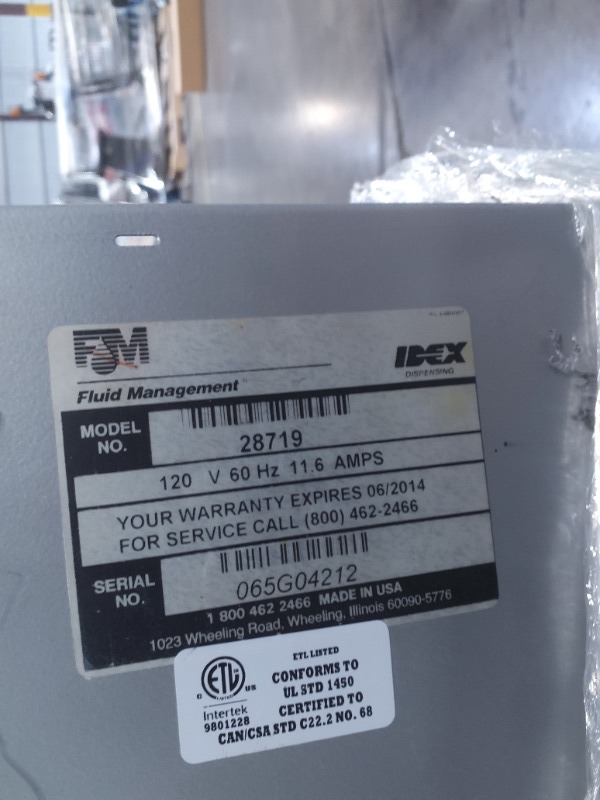 FM
IDEX
DISPENSING
Fluid Management™
MODEL NO. 28719
120 V 60 Hz 11.6 AMPS
YOUR WARRANTY EXPIRES 06/2014
FOR SERVICE CALL (800) 462-2466
SERIAL NO. 065G04212
1 800 462 2466 MADE IN USA
1023 Wheeling Road, Wheeling, Illinois 60090-5776
ETL LISTED
CONFORMS TO
UL STD 1450
CERTIFIED TO
CAN/CSA STD C22.2 NO. 68
C ETL US
Intertek
9801228